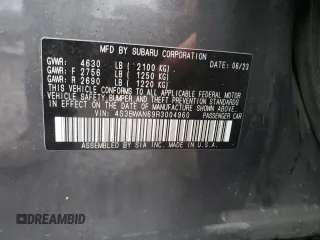 MFD BY SUBARU CORPORATION
GVWR: 4630 LB ( 2100 KG) DATE: 06/23
GAWR: F 2756 LB ( 1250 KG)
GAWR: R 2690 LB ( 1220 KG)
THIS VEHICLE CONFORMS TO ALL APPLICABLE FEDERAL MOTOR
VEHICLE SAFETY, BUMPER AND THEFT PREVENTION STANDARDS
IN EFFECT ON THE DATE OF MANUFACTURE SHOWN ABOVE.
VIN: 4S3BWAN69R3004960 PASSENGER CAR
ASSEMBLED BY SIA INC. MADE IN U.S.A.
DREAMBID